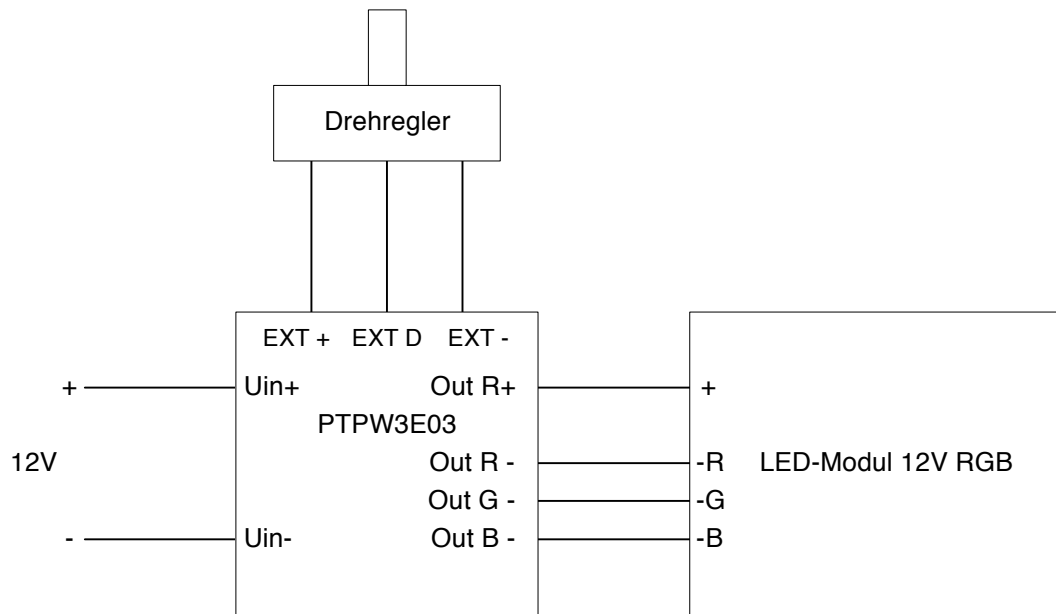 Drehregler
EXT + EXT D EXT -
+ Uin+ Out R+ +
PTPW3E03
12V Out R - -R LED-Modul 12V RGB
Out G - -G
- Uin- Out B - -B